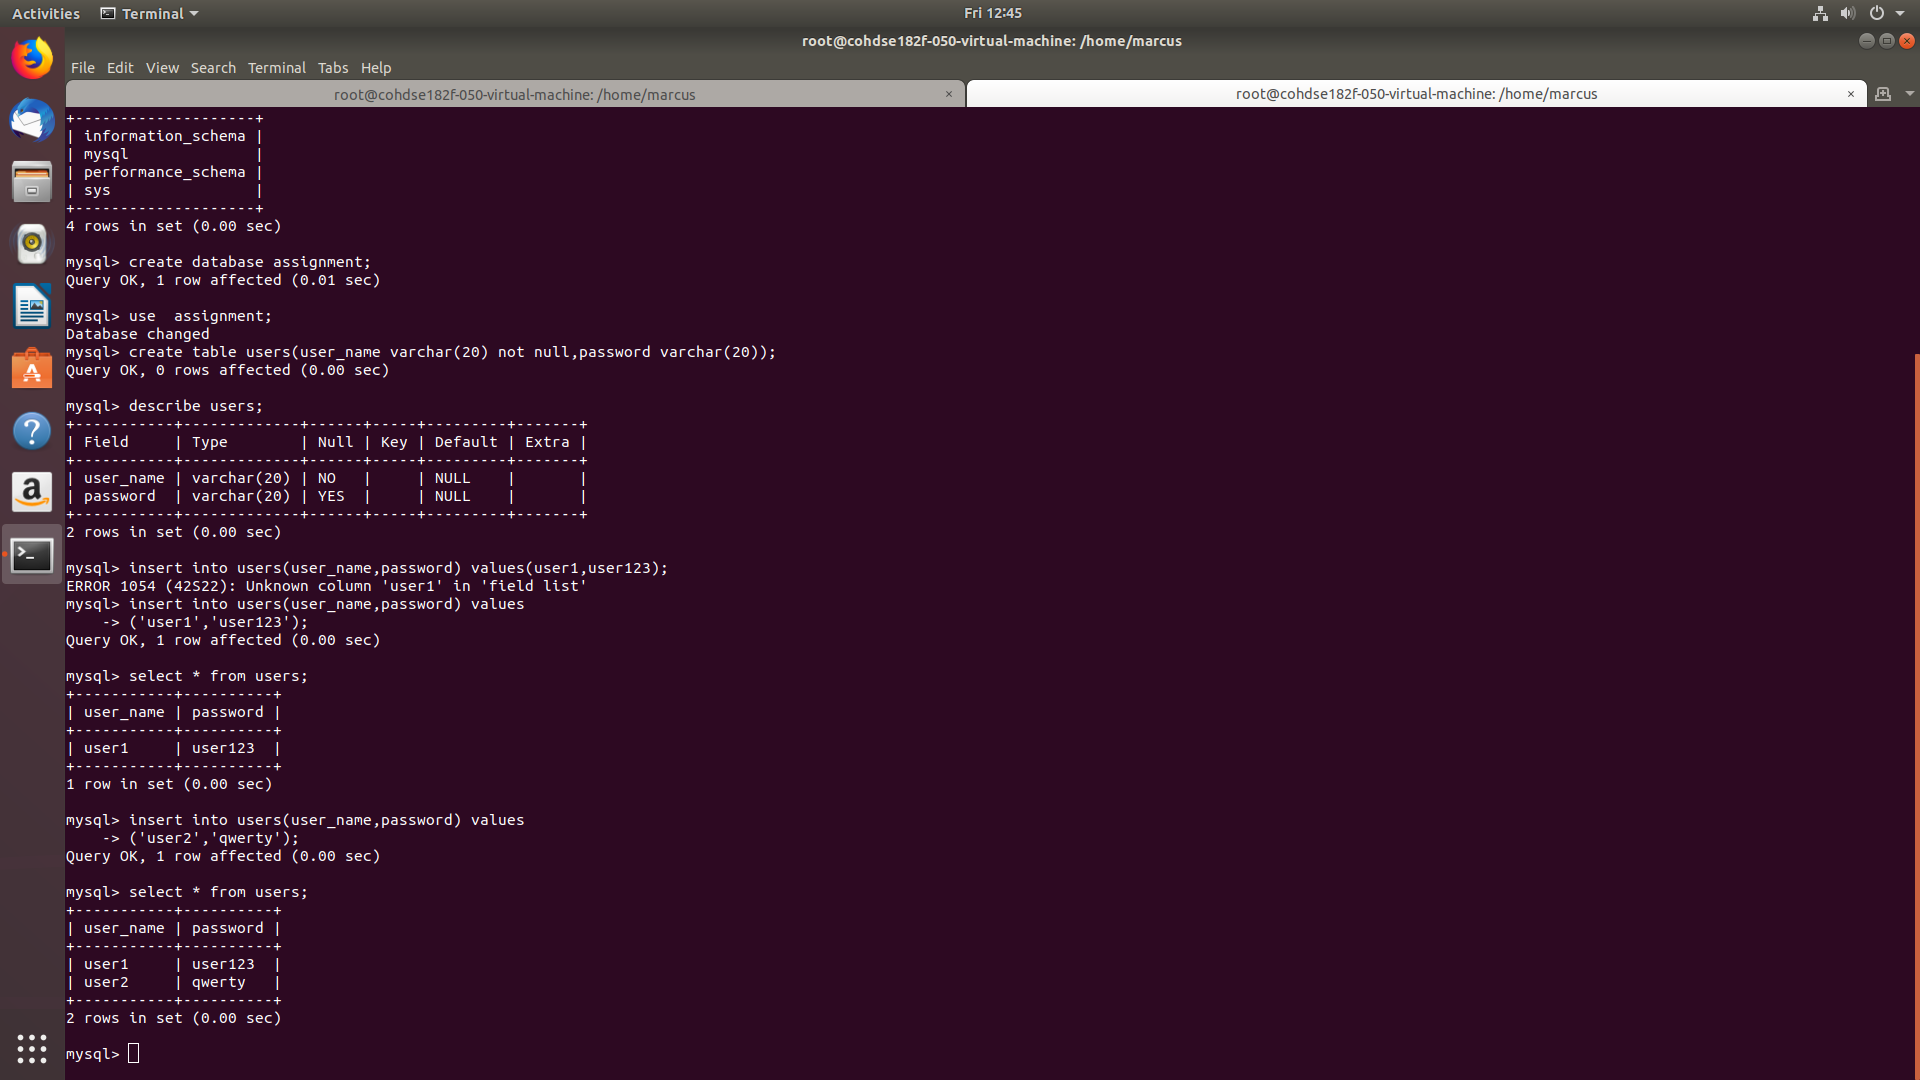 Activities Terminal Fri 12:45
root@cohdse182f-050-virtual-machine: /home/marcus
File Edit View Search Terminal Tabs Help
root@cohdse182f-050-virtual-machine: /home/marcus × root@cohdse182f-050-virtual-machine: /home/marcus ×
+--------------------+
| information_schema |
| mysql              |
| performance_schema |
| sys                |
+--------------------+
4 rows in set (0.00 sec)

mysql> create database assignment;
Query OK, 1 row affected (0.01 sec)

mysql> use  assignment;
Database changed
mysql> create table users(user_name varchar(20) not null,password varchar(20));
Query OK, 0 rows affected (0.00 sec)

mysql> describe users;
+-----------+-------------+------+-----+---------+-------+
| Field     | Type        | Null | Key | Default | Extra |
+-----------+-------------+------+-----+---------+-------+
| user_name | varchar(20) | NO   |     | NULL    |       |
| password  | varchar(20) | YES  |     | NULL    |       |
+-----------+-------------+------+-----+---------+-------+
2 rows in set (0.00 sec)

mysql> insert into users(user_name,password) values(user1,user123);
ERROR 1054 (42S22): Unknown column 'user1' in 'field list'
mysql> insert into users(user_name,password) values
    -> ('user1','user123');
Query OK, 1 row affected (0.00 sec)

mysql> select * from users;
+-----------+----------+
| user_name | password |
+-----------+----------+
| user1     | user123  |
+-----------+----------+
1 row in set (0.00 sec)

mysql> insert into users(user_name,password) values
    -> ('user2','qwerty');
Query OK, 1 row affected (0.00 sec)

mysql> select * from users;
+-----------+----------+
| user_name | password |
+-----------+----------+
| user1     | user123  |
| user2     | qwerty   |
+-----------+----------+
2 rows in set (0.00 sec)

mysql>